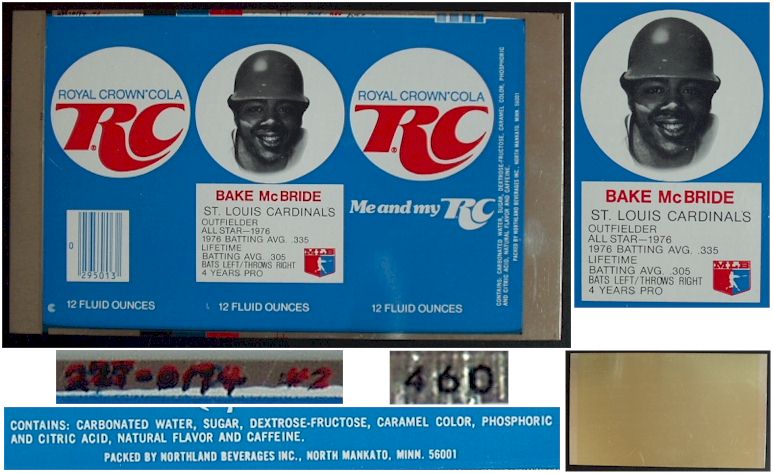 ROYAL CROWN COLA
RC
ROYAL CROWN COLA
RC
BAKE McBRIDE
ST. LOUIS CARDINALS
OUTFIELDER
ALL STAR—1976
1976 BATTING AVG. .335
LIFETIME
BATTING AVG. .305
BATS LEFT/THROWS RIGHT
4 YEARS PRO
MLB
Me and my RC
0
295013
12 FLUID OUNCES
12 FLUID OUNCES
12 FLUID OUNCES
CONTAINS: CARBONATED WATER, SUGAR, DEXTROSE-FRUCTOSE, CARAMEL COLOR, PHOSPHORIC
AND CITRIC ACID, NATURAL FLAVOR AND CAFFEINE.
PACKED BY NORTHLAND BEVERAGES INC., NORTH MANKATO, MINN. 56001
BAKE McBRIDE
ST. LOUIS CARDINALS
OUTFIELDER
ALL STAR—1976
1976 BATTING AVG. .335
LIFETIME
BATTING AVG. .305
BATS LEFT/THROWS RIGHT
4 YEARS PRO
MLB
#2
460
CONTAINS: CARBONATED WATER, SUGAR, DEXTROSE-FRUCTOSE, CARAMEL COLOR, PHOSPHORIC
AND CITRIC ACID, NATURAL FLAVOR AND CAFFEINE.
PACKED BY NORTHLAND BEVERAGES INC., NORTH MANKATO, MINN. 56001